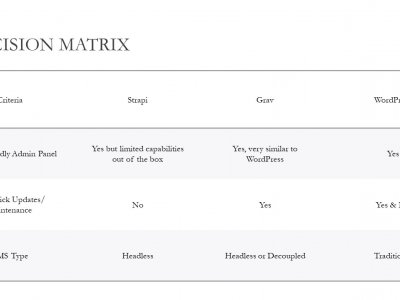 CISION MATRIX
Criteria Strapi Grav WordPr
dly Admin Panel Yes but limited capabilities Yes, very similar to Yes
out of the box WordPress
ick Updates/ No Yes Yes &
ntenance
MS Type Headless Headless or Decoupled Traditio